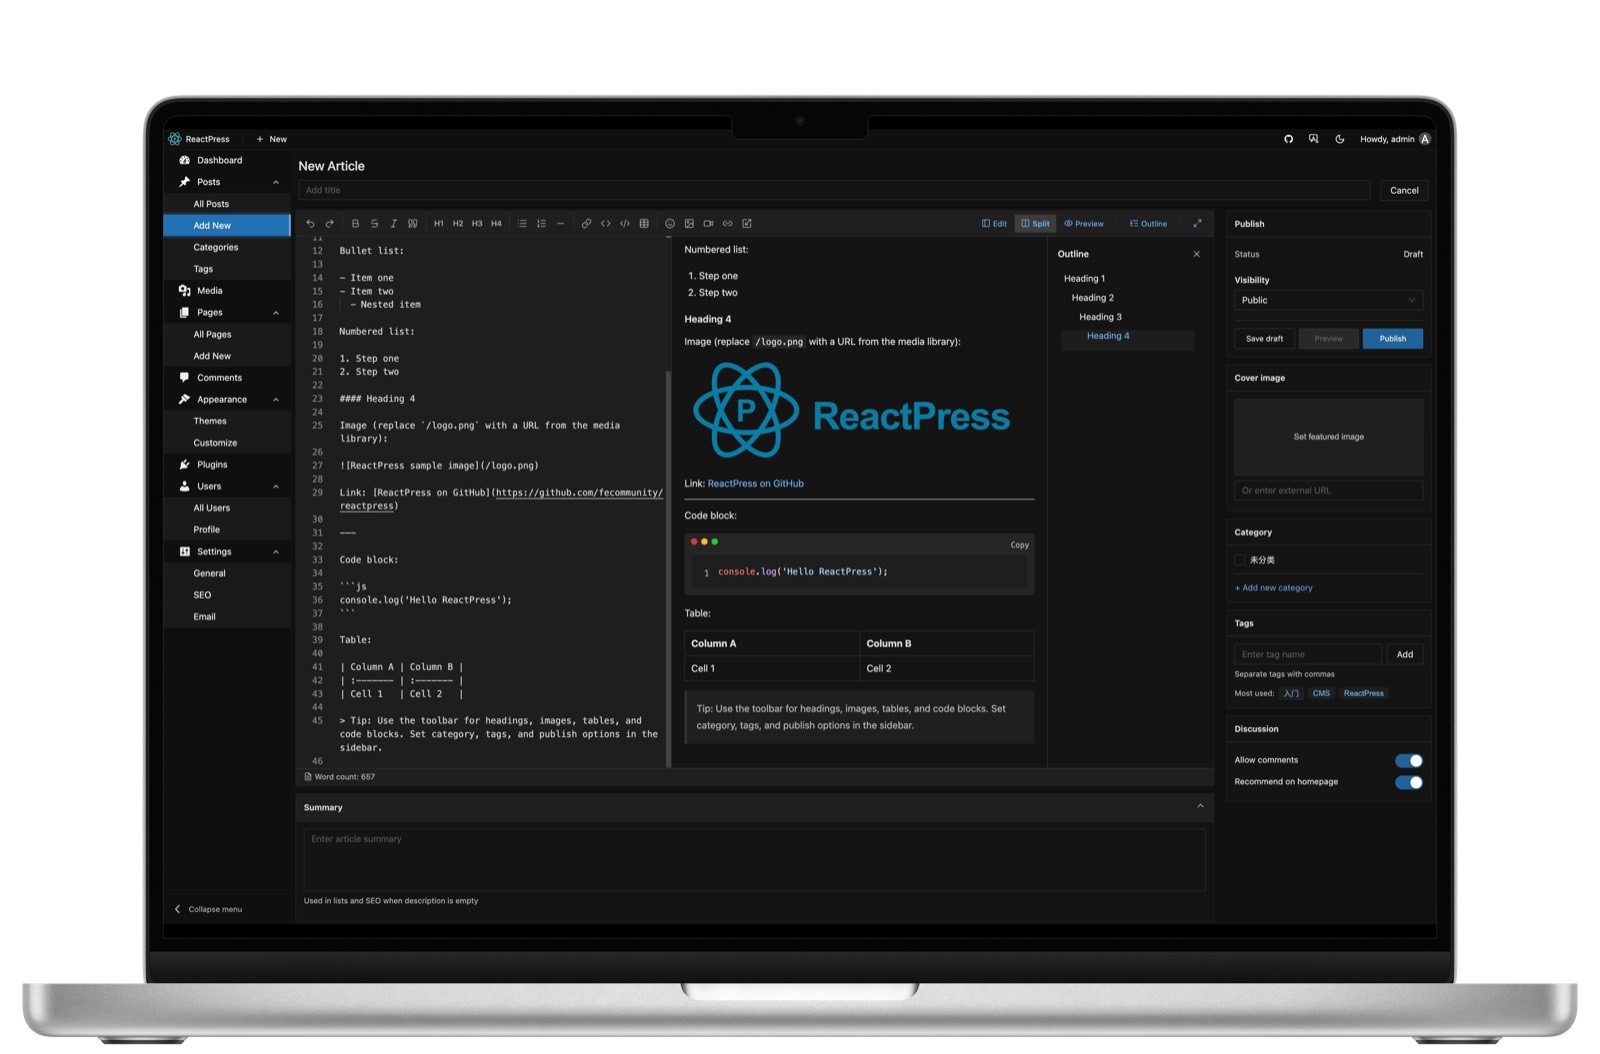 ReactPress
+ New
Howdy, admin A
Dashboard
Posts
All Posts
Add New
Categories
Tags
Media
Pages
All Pages
Add New
Comments
Appearance
Themes
Customize
Plugins
Users
All Users
Profile
Settings
General
SEO
Email
Collapse menu
New Article
Add title
Cancel
B S I H1 H2 H3 H4
Edit Split Preview Outline
11
12 Bullet list:
13
14 - Item one
15 - Item two
16 - Nested item
17
18 Numbered list:
19
20 1. Step one
21 2. Step two
22
23 #### Heading 4
24
25 Image (replace `/logo.png` with a URL from the media
library):
26
27 ![ReactPress sample image](/logo.png)
28
29 Link: [ReactPress on GitHub](https://github.com/fecommunity/
reactpress)
30
31 ---
32
33 Code block:
34
35 ```js
36 console.log('Hello ReactPress');
37 ```
38
39 Table:
40
41 | Column A | Column B |
42 | :------- | :------- |
43 | Cell 1 | Cell 2 |
44
45 > Tip: Use the toolbar for headings, images, tables, and
code blocks. Set category, tags, and publish options in the
sidebar.
46
Numbered list:
1. Step one
2. Step two
Heading 4
Image (replace /logo.png with a URL from the media library):
P ReactPress
Link: ReactPress on GitHub
Code block:
Copy
1 console.log('Hello ReactPress');
Table:
Column A Column B
Cell 1 Cell 2
Tip: Use the toolbar for headings, images, tables, and code blocks. Set
category, tags, and publish options in the sidebar.
Outline
Heading 1
Heading 2
Heading 3
Heading 4
Word count: 657
Summary
Enter article summary
Used in lists and SEO when description is empty
Publish
Status Draft
Visibility
Public
Save draft Preview Publish
Cover image
Set featured image
Or enter external URL
Category
未分类
+ Add new category
Tags
Enter tag name Add
Separate tags with commas
Most used: 入门 CMS ReactPress
Discussion
Allow comments
Recommend on homepage